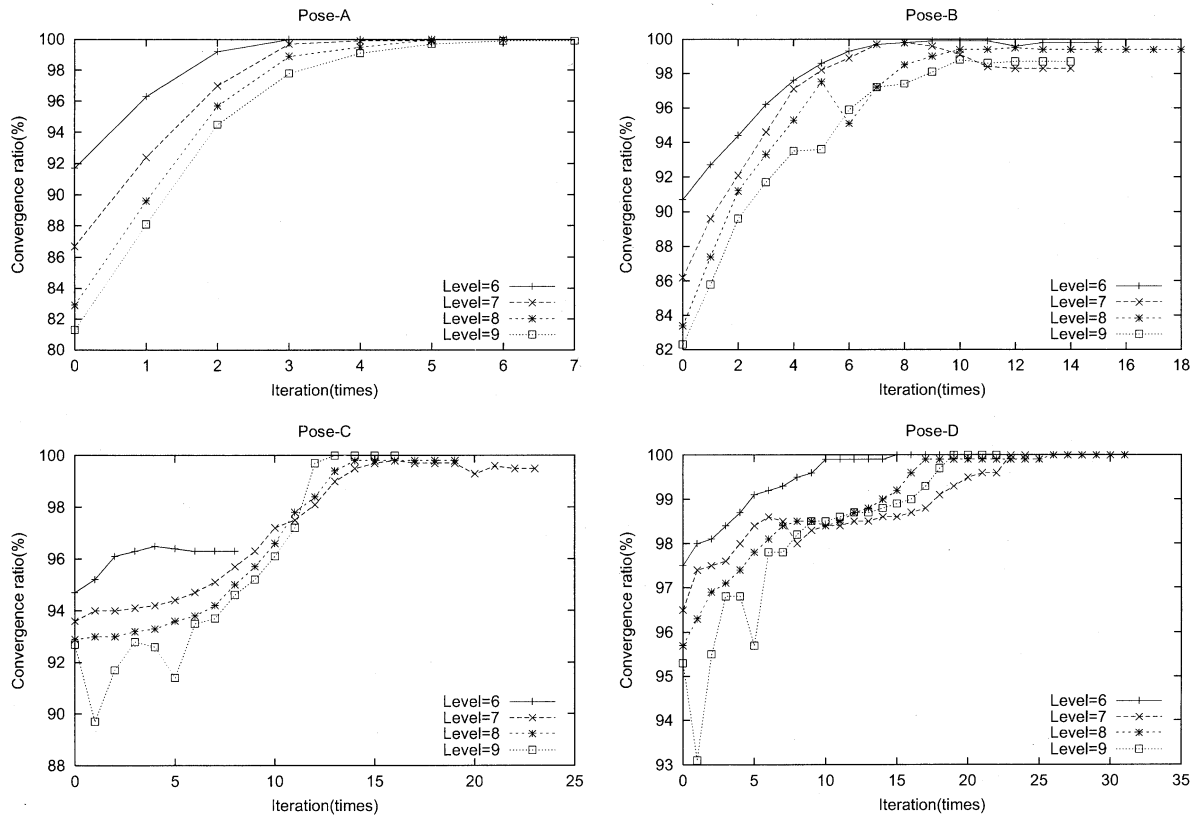 Pose-A
Convergence ratio(%)
100
98
96
94
92
90
88
86
84
82
81
80
0
1
2
3
4
5
6
7
Iteration(times)
Level=6
Level=7
Level=8
Level=9
Pose-B
Convergence ratio(%)
100
98
96
94
92
90
88
86
84
82
0
2
4
6
8
10
12
14
16
18
Iteration(times)
Level=6
Level=7
Level=8
Level=9
Pose-C
Convergence ratio(%)
100
98
96
94
92
90
88
0
5
10
15
20
25
Iteration(times)
Level=6
Level=7
Level=8
Level=9
Pose-D
Convergence ratio(%)
100
99
98
97
96
95
94
93
0
5
10
15
20
25
30
35
Iteration(times)
Level=6
Level=7
Level=8
Level=9